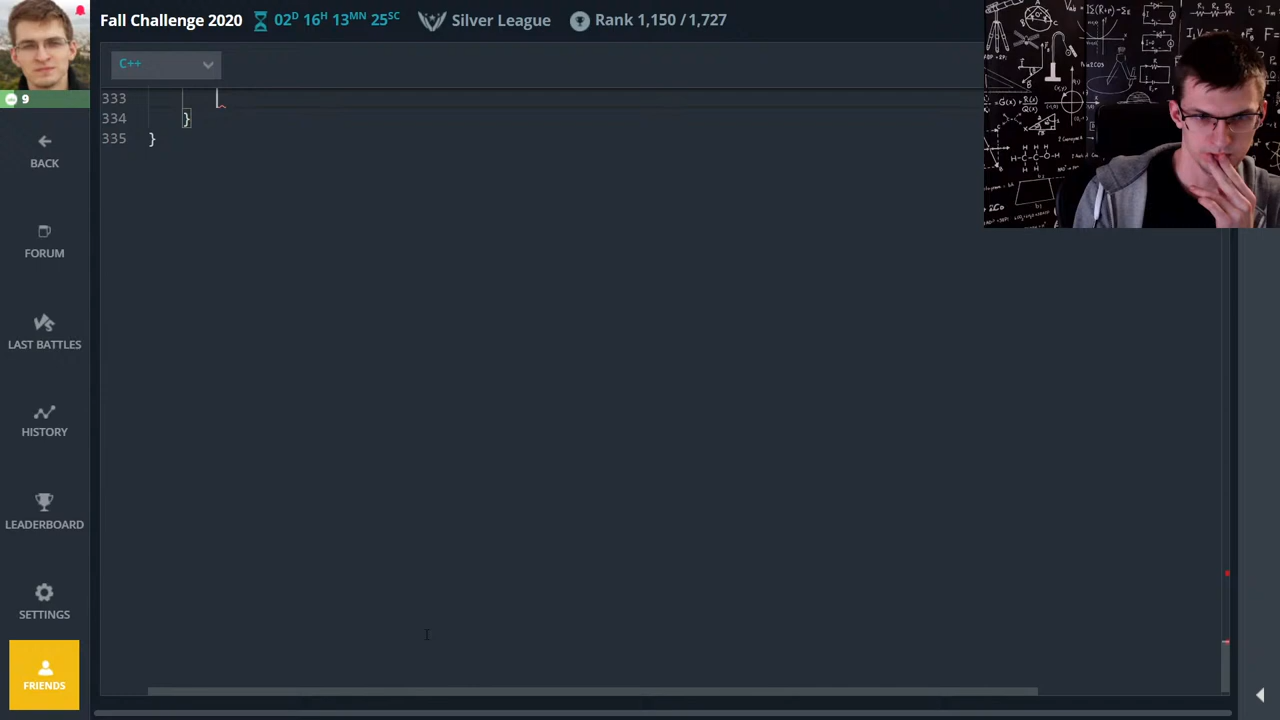 Fall Challenge 2020 02D 16H 13MN 25SC Silver League Rank 1,150 / 1,727
9
C++
333
334 }
335 }
BACK
FORUM
LAST BATTLES
HISTORY
LEADERBOARD
SETTINGS
FRIENDS